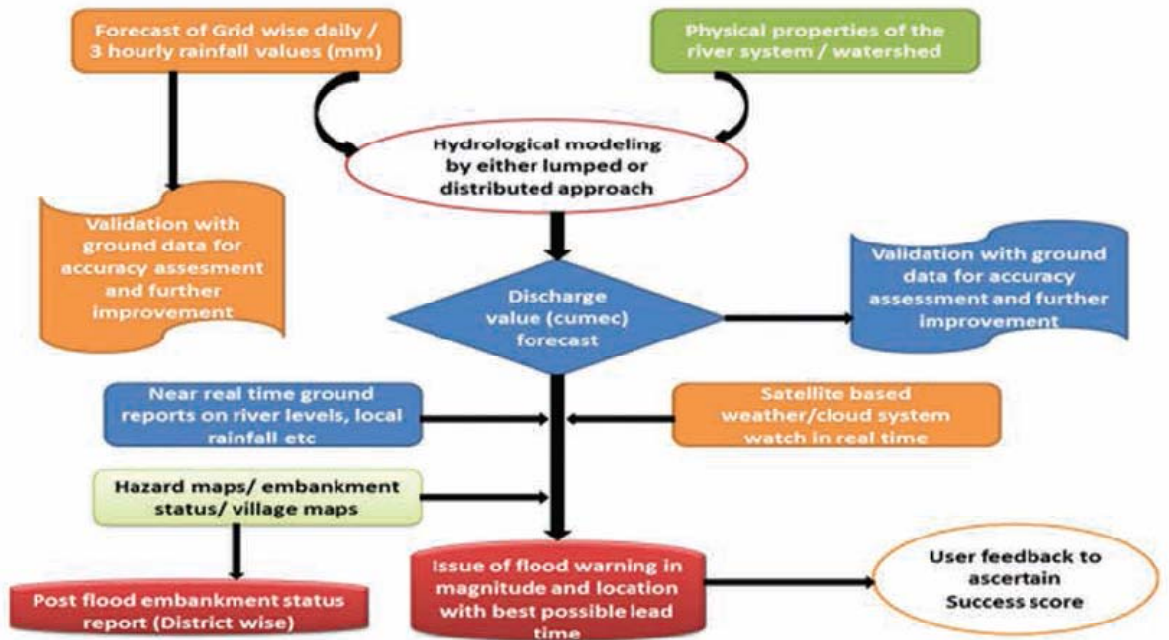 Forecast of Grid wise daily /
3 hourly rainfall values (mm)
Physical properties of the
river system / watershed
Hydrological modeling
by either lumped or
distributed approach
Validation with
ground data for
accuracy assesment
and further
improvement
Discharge
value (cumec)
forecast
Validation with ground
data for accuracy
assessment and further
improvement
Near real time ground
reports on river levels, local
rainfall etc
Satellite based
weather/cloud system
watch in real time
Hazard maps/ embankment
status/ village maps
Post flood embankment status
report (District wise)
Issue of flood warning in
magnitude and location
with best possible lead
time
User feedback to
ascertain
Success score